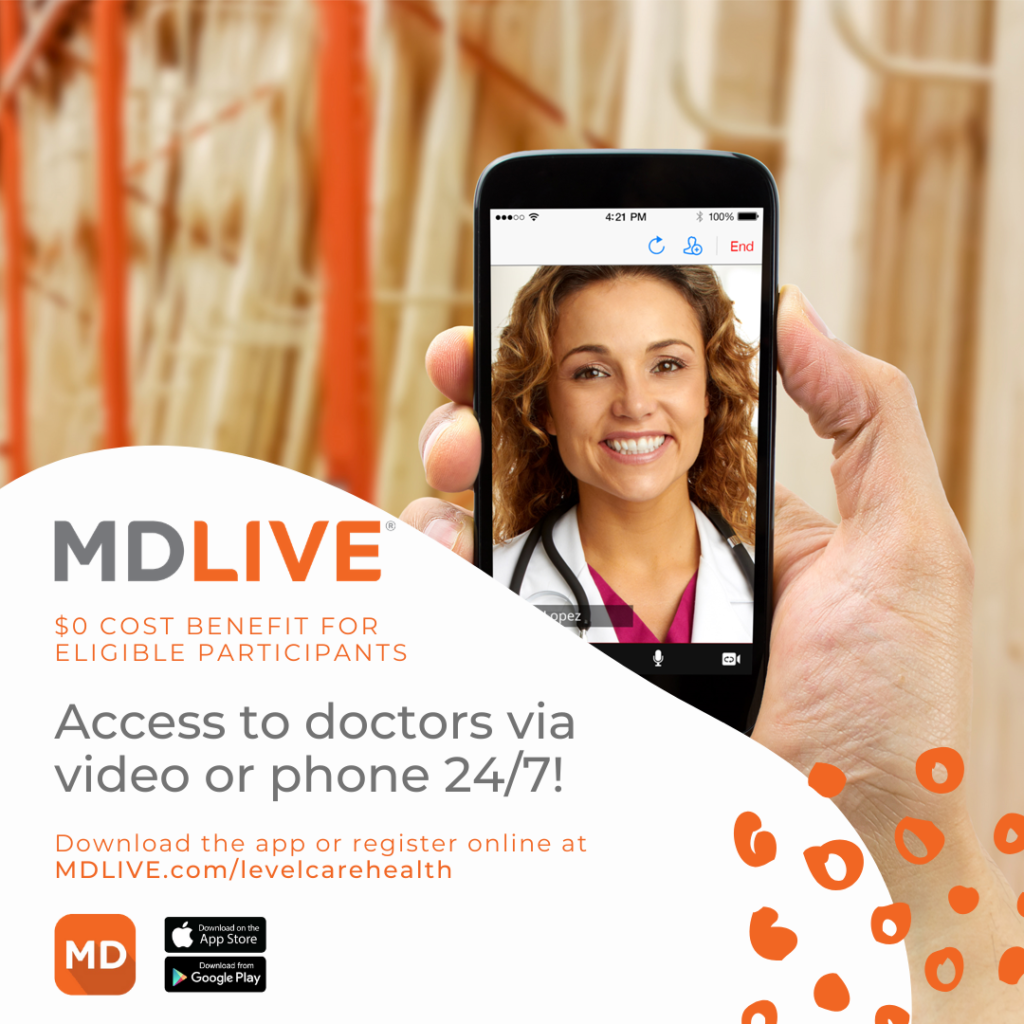 4:21 PM
100%
End
Lopez
MDLIVE®
$0 COST BENEFIT FOR
ELIGIBLE PARTICIPANTS
Access to doctors via
video or phone 24/7!
Download the app or register online at
MDLIVE.com/levelcarehealth
MD
Download on the
App Store
Download from
Google Play